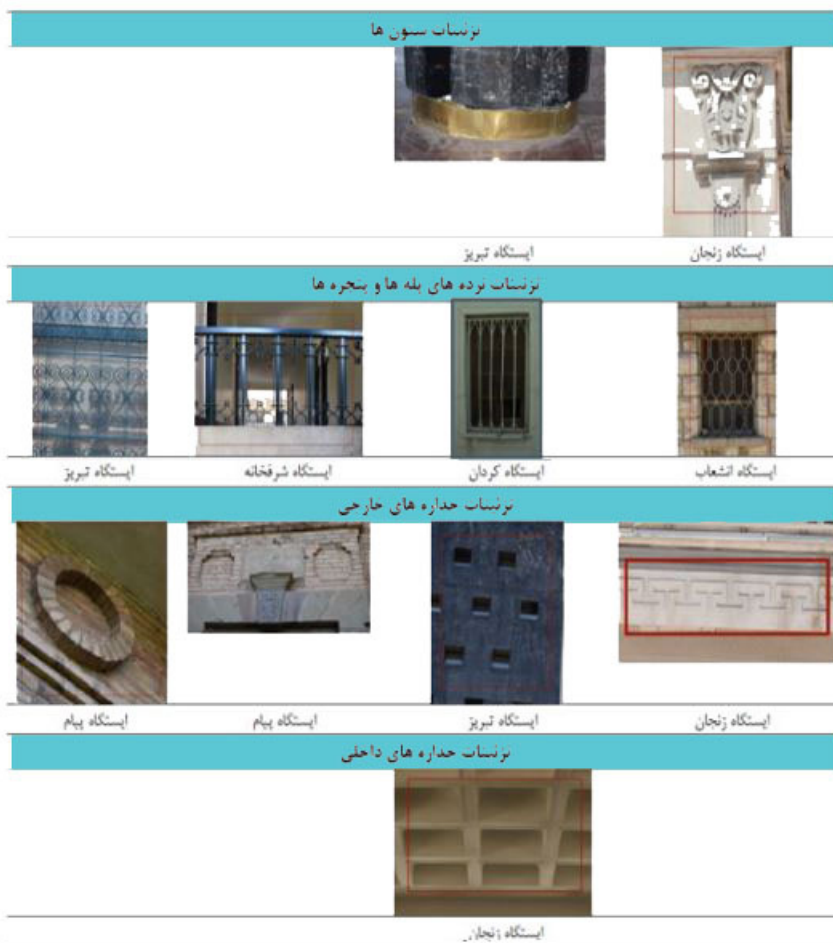 تزئینات ستون ها
ایستگاه زنجان
ایستگاه تبریز
تزئینات نرده های پله ها و پنجره ها
ایستگاه انشعاب
ایستگاه کردان
ایستگاه شرفخانه
ایستگاه تبریز
تزئینات جداره های خارجی
ایستگاه زنجان
ایستگاه تبریز
ایستگاه پیام
ایستگاه پیام
تزئینات جداره های داخلی
ایستگاه زنجان